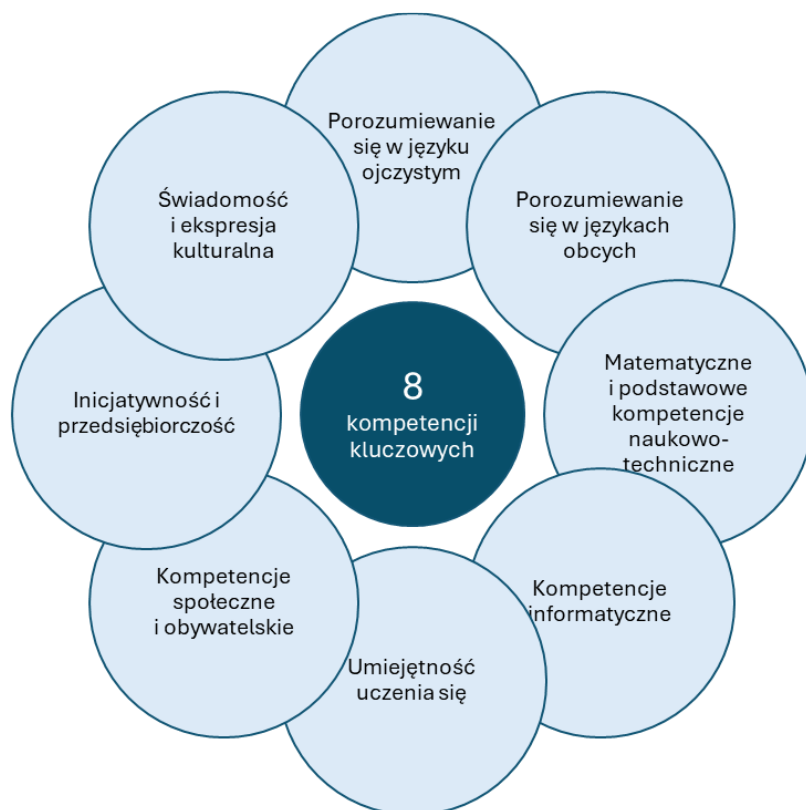 Porozumiewanie
się w języku
ojczystym
Porozumiewanie
się w językach
obcych
Matematyczne
i podstawowe
kompetencje
naukowo-
techniczne
Kompetencje
informatyczne
Umiejętność
uczenia się
Kompetencje
społeczne
i obywatelskie
Inicjatywność i
przedsiębiorczość
Świadomość
i ekspresja
kulturalna
8
kompetencji
kluczowych